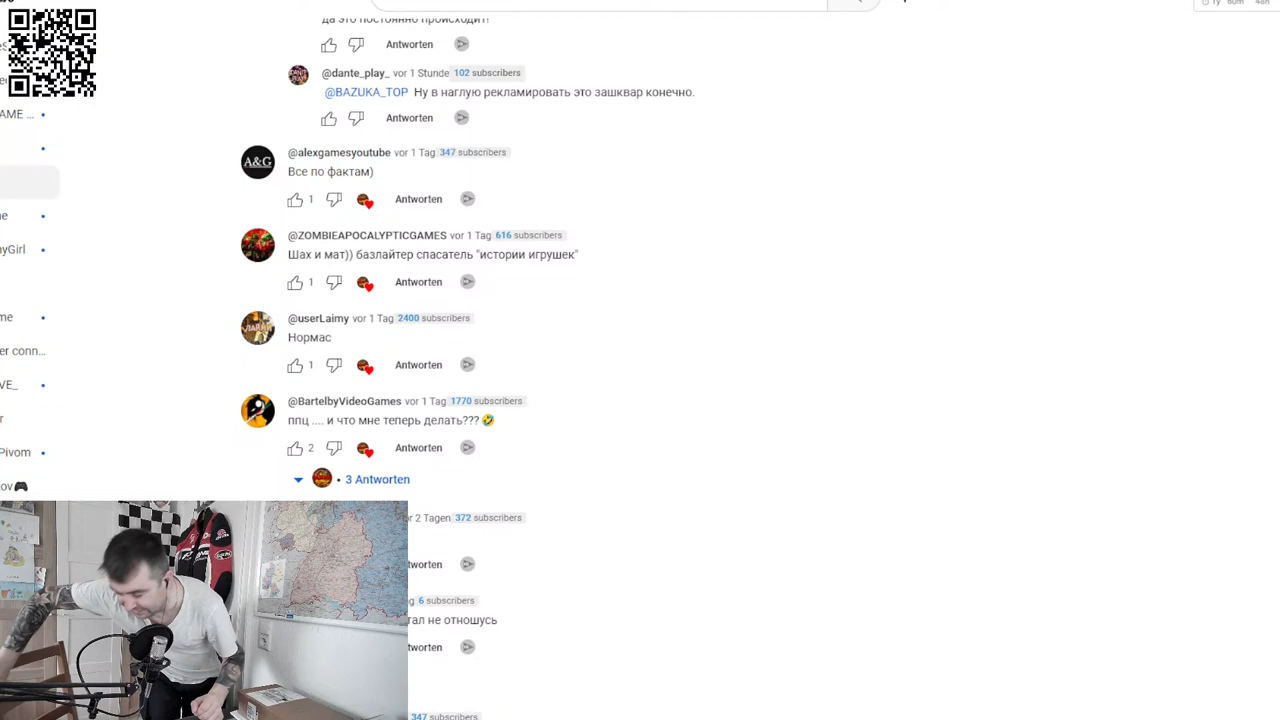 да это постоянно происходит!
Antworten
@dante_play_ vor 1 Stunde 102 subscribers
@BAZUKA_TOP Ну в наглую рекламировать это зашквар конечно.
Antworten
AME ...
A&G
@alexgamesyoutube vor 1 Tag 347 subscribers
Все по фактам)
1 Antworten
@ZOMBIEAPOCALYPTICGAMES vor 1 Tag 616 subscribers
nyGirl
Шах и мат)) базлайтер спасатель "истории игрушек"
1 Antworten
me
@userLaimy vor 1 Tag 2400 subscribers
Нормас
er conn...
1 Antworten
VE_
@BartelbyVideoGames vor 1 Tag 1770 subscribers
ппц .... и что мне теперь делать???
2 Antworten
Pivom
3 Antworten
ov
or 2 Tagen 372 subscribers
worten
6 subscribers
тал не отношусь
worten
347 subscribers